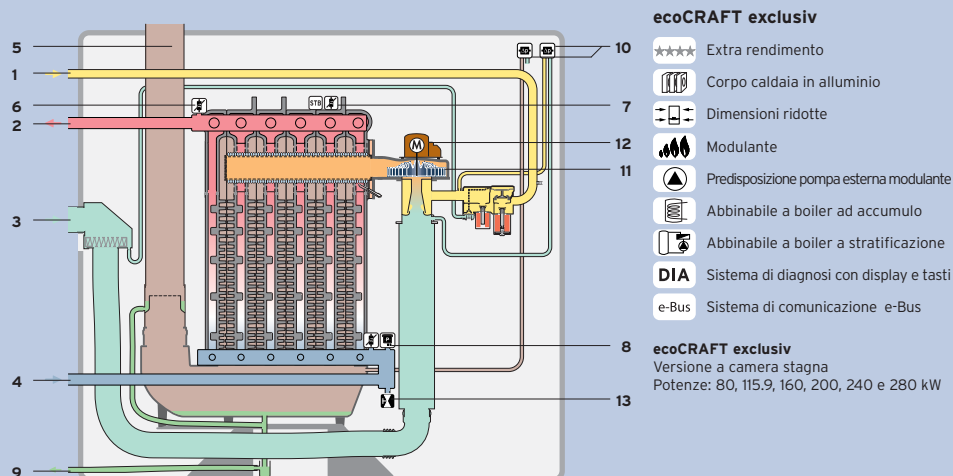 5
1
6
2
3
4
9
10
7
12
11
8
13
STB
M
ecoCRAFT exclusiv
Extra rendimento
Corpo caldaia in alluminio
Dimensioni ridotte
Modulante
Predisposizione pompa esterna modulante
Abbinabile a boiler ad accumulo
Abbinabile a boiler a stratificazione
DIA Sistema di diagnosi con display e tasti
e-Bus Sistema di comunicazione e-Bus
ecoCRAFT exclusiv
Versione a camera stagna
Potenze: 80, 115.9, 160, 200, 240 e 280 kW